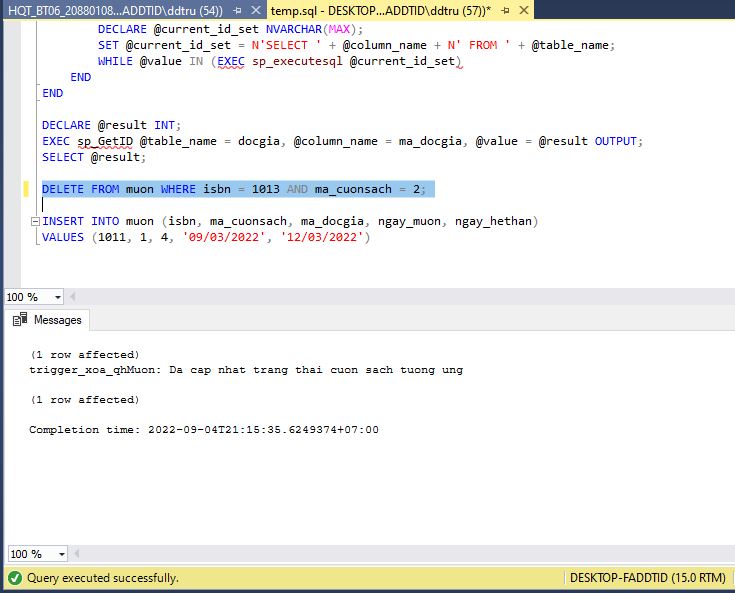 HQT_BT06_20880108...ADDTID\ddtru (54)) temp.sql - DESKTOP...ADDTID\ddtru (57))*
DECLARE @current_id_set NVARCHAR(MAX);
SET @current_id_set = N'SELECT ' + @column_name + N' FROM ' + @table_name;
WHILE @value IN (EXEC sp_executesql @current_id_set)
END
END
DECLARE @result INT;
EXEC sp_GetID @table_name = docgia, @column_name = ma_docgia, @value = @result OUTPUT;
SELECT @result;
DELETE FROM muon WHERE isbn = 1013 AND ma_cuonsach = 2;
INSERT INTO muon (isbn, ma_cuonsach, ma_docgia, ngay_muon, ngay_hethan)
VALUES (1011, 1, 4, '09/03/2022', '12/03/2022')
100 %
Messages
(1 row affected)
trigger_xoa_qhMuon: Da cap nhat trang thai cuon sach tuong ung
(1 row affected)
Completion time: 2022-09-04T21:15:35.6249374+07:00
100 %
Query executed successfully. DESKTOP-FADDTID (15.0 RTM)